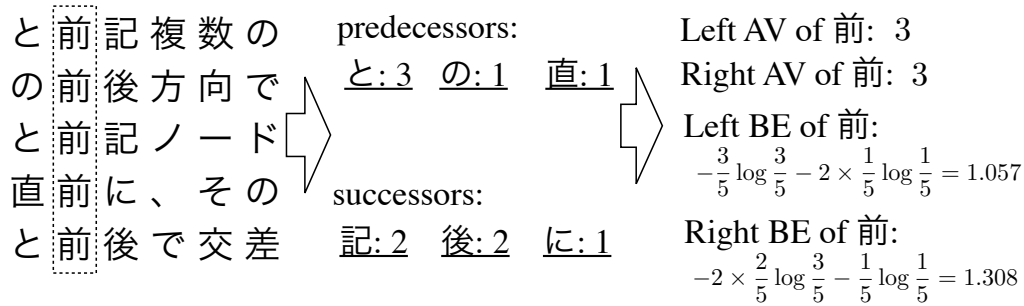 と前記複数の
の前後方向で
と前記ノード
直前に、その
と前後で交差
predecessors:
と: 3 の: 1 直: 1
successors:
記: 2 後: 2 に: 1
Left AV of 前: 3
Right AV of 前: 3
Left BE of 前:
−3/5 log 3/5 − 2 × 1/5 log 1/5 = 1.057
Right BE of 前:
−2 × 2/5 log 3/5 − 1/5 log 1/5 = 1.308